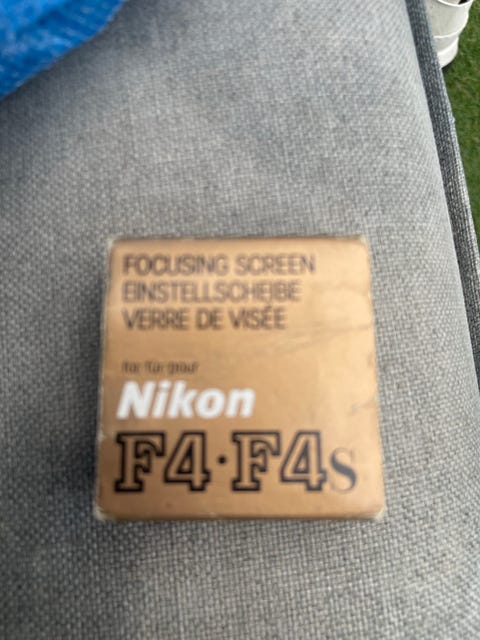 FOCUSING SCREEN
EINSTELLSCHEIBE
VERRE DE VISÉE
for für pour
Nikon
F4·F4s